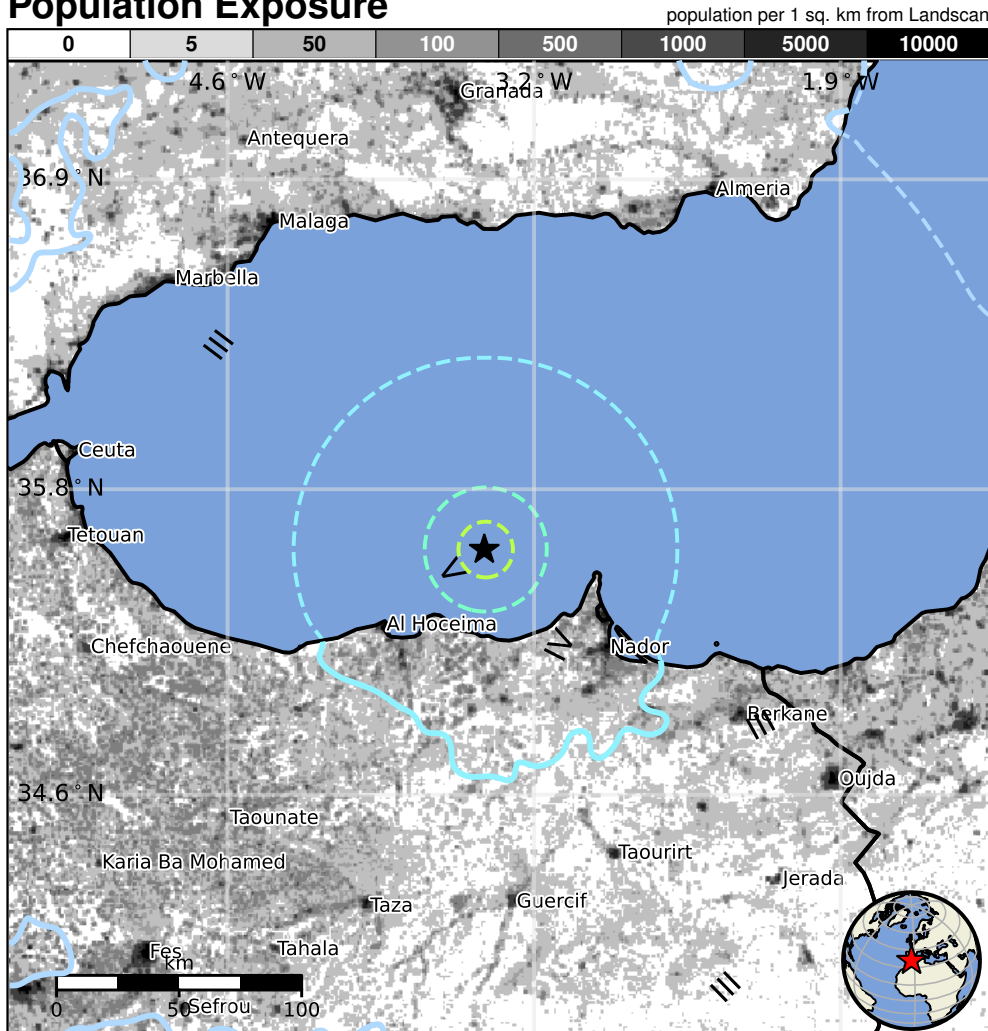 Population Exposure
population per 1 sq. km from Landscan
0 5 50 100 500 1000 5000 10000
4.6°W 3.2°W 1.9°W
Granada
Antequera
36.9°N
Almeria
Malaga
Marbella
III
Ceuta
35.8°N
Tetouan
V
Al Hoceima
IV
Chefchaouene
Nador
Berkane
III
Oujda
34.6°N
Taounate
Taourirt
Karia Ba Mohamed
Jerada
Guercif
Taza
Fes
Tahala
km
III
0 50 100
Sefrou